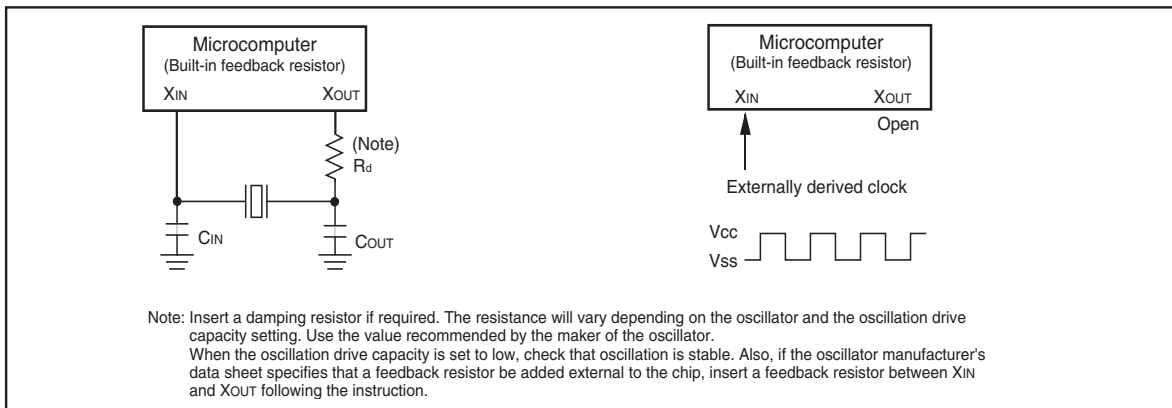 Microcomputer
(Built-in feedback resistor)
XIN XOUT
(Note)
Rd
CIN
COUT
Microcomputer
(Built-in feedback resistor)
XIN XOUT
Open
Externally derived clock
Vcc
Vss
Note: Insert a damping resistor if required. The resistance will vary depending on the oscillator and the oscillation drive
capacity setting. Use the value recommended by the maker of the oscillator.
When the oscillation drive capacity is set to low, check that oscillation is stable. Also, if the oscillator manufacturer's
data sheet specifies that a feedback resistor be added external to the chip, insert a feedback resistor between XIN
and XOUT following the instruction.